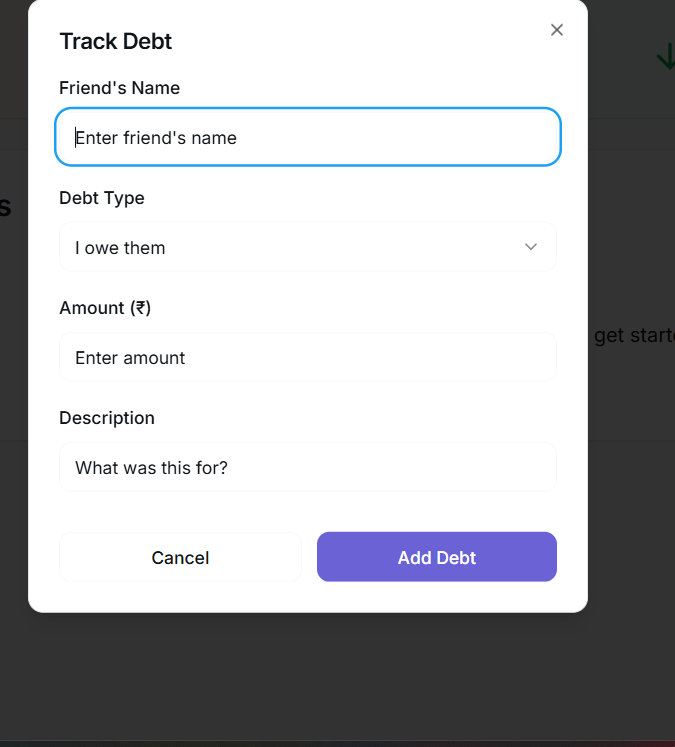 Track Debt
Friend's Name
Enter friend's name
Debt Type
s
I owe them
Amount (₹)
get starte
Enter amount
Description
What was this for?
Cancel
Add Debt